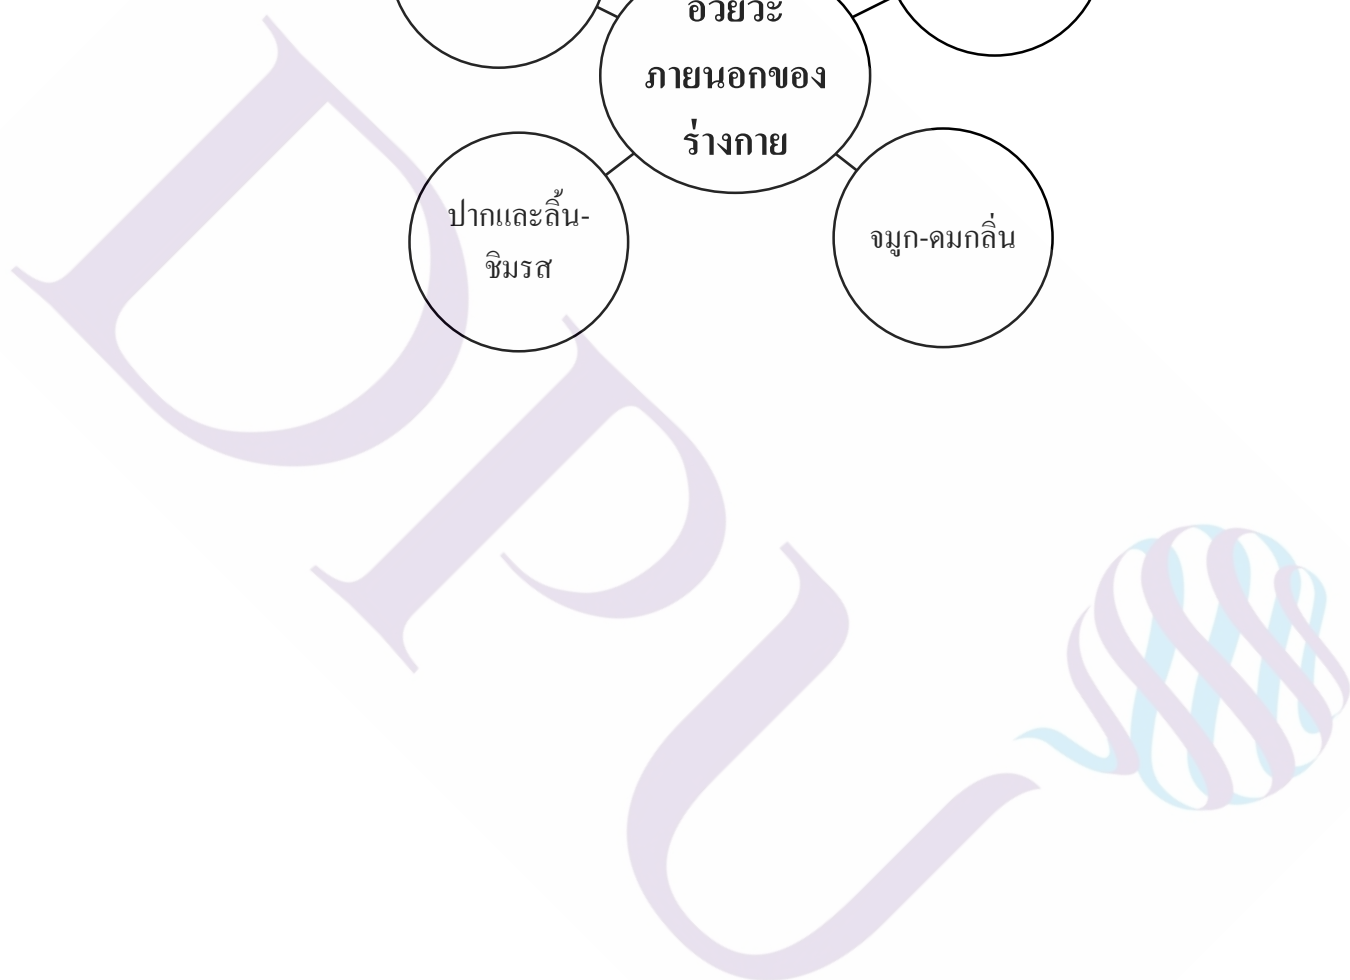 อวัยวะ
ภายนอกของ
ร่างกาย
ปากและลิ้น-
ชิมรส
จมูก-ดมกลิ่น
DPU